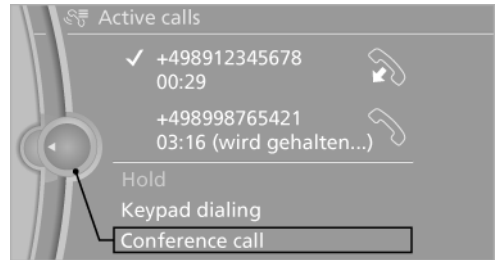 Active calls
+498912345678
00:29
+498998765421
03:16 (wird gehalten...)
Hold
Keypad dialing
Conference call